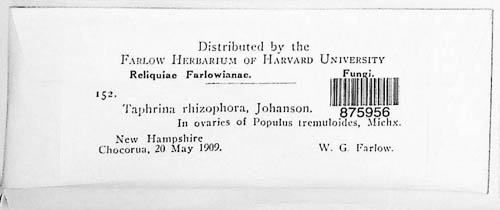 Distributed by the
FARLOW HERBARIUM OF HARVARD UNIVERSITY
Reliquiae Farlowianae. Fungi.
152.
Taphrina rhizophora, Johanson.
875956
In ovaries of Populus tremuloides, Michx.
New Hampshire
Chocorua, 20 May 1909. W. G. Farlow.